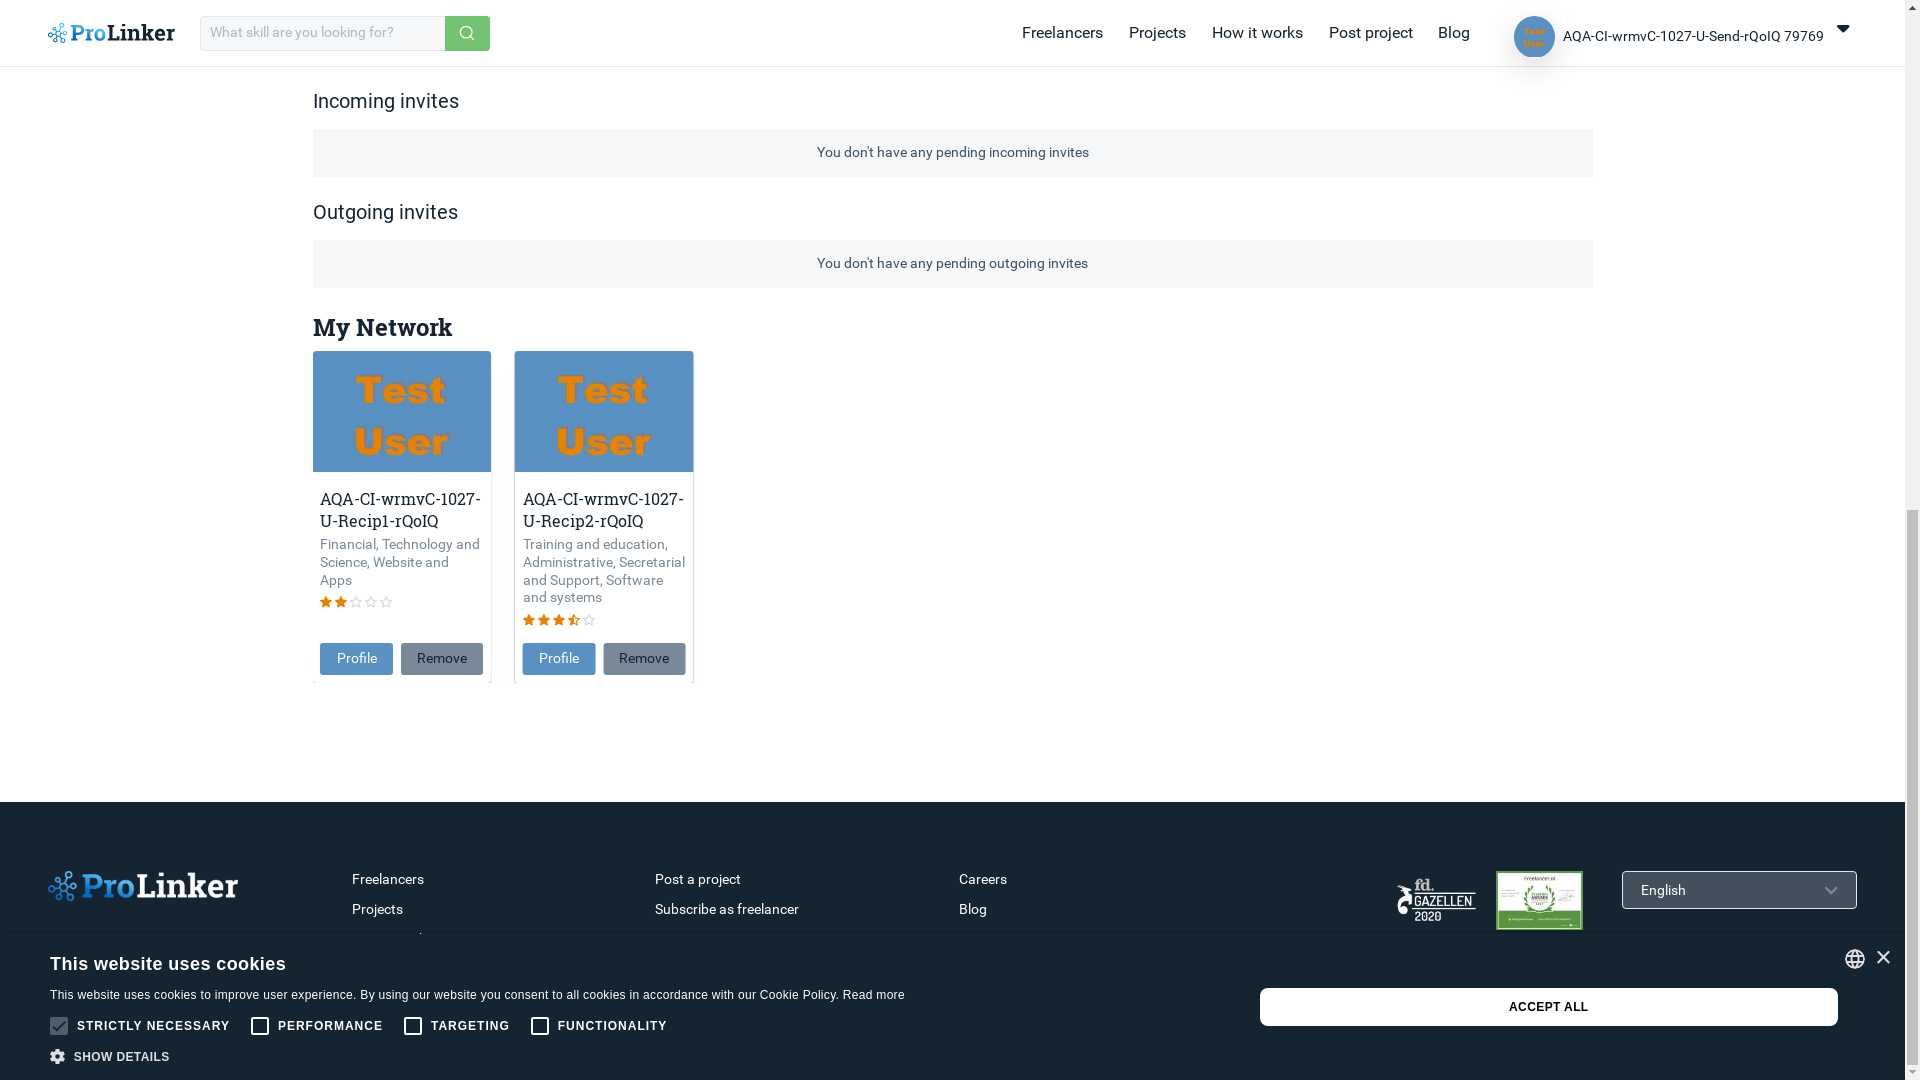 ProLinker
What skill are you looking for?
Freelancers
Projects
How it works
Post project
Blog
Test
User
AQA-CI-wrmvC-1027-U-Send-rQoIQ 79769
Incoming invites
You don't have any pending incoming invites
Outgoing invites
You don't have any pending outgoing invites
My Network
Test
User
AQA-CI-wrmvC-1027-
U-Recip1-rQoIQ
Financial, Technology and
Science, Website and
Apps
Profile
Remove
Test
User
AQA-CI-wrmvC-1027-
U-Recip2-rQoIQ
Training and education,
Administrative, Secretarial
and Support, Software
and systems
Profile
Remove
ProLinker
Freelancers
Projects
Post a project
Subscribe as freelancer
Careers
Blog
fd.
GAZELLEN
2020
Freelancer.nl
English
This website uses cookies
This website uses cookies to improve user experience. By using our website you consent to all cookies in accordance with our Cookie Policy. Read more
STRICTLY NECESSARY
PERFORMANCE
TARGETING
FUNCTIONALITY
SHOW DETAILS
ACCEPT ALL